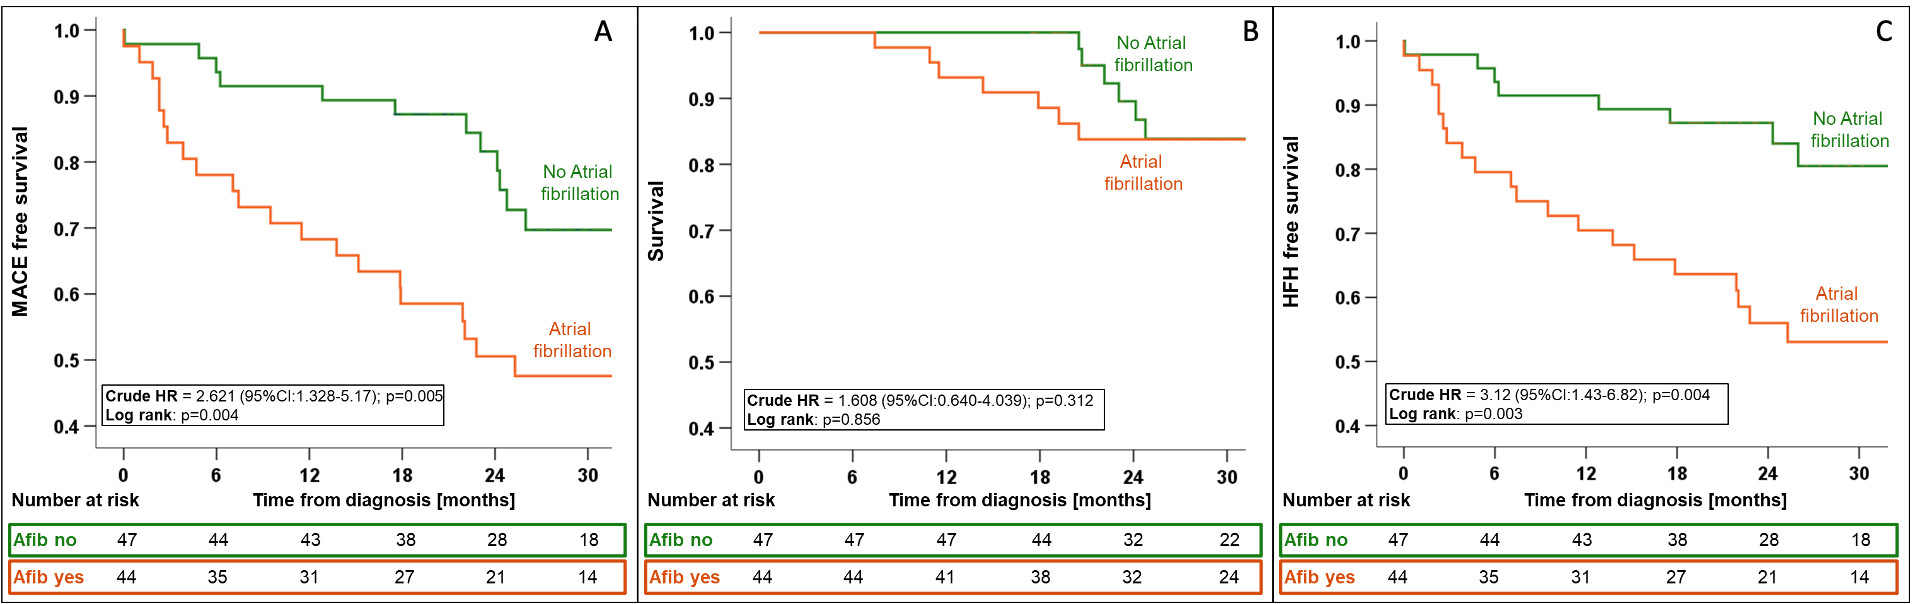 A
1.0
0.9
0.8
0.7
0.6
0.5
0.4
MACE free survival
No Atrial
fibrillation
Atrial
fibrillation
Crude HR = 2.621 (95%CI:1.328-5.17); p=0.005
Log rank: p=0.004
0 6 12 18 24 30
Number at risk Time from diagnosis [months]
Afib no 47 44 43 38 28 18
Afib yes 44 35 31 27 21 14
B
1.0
0.9
0.8
0.7
0.6
0.5
0.4
Survival
No Atrial
fibrillation
Atrial
fibrillation
Crude HR = 1.608 (95%CI:0.640-4.039); p=0.312
Log rank: p=0.856
0 6 12 18 24 30
Number at risk Time from diagnosis [months]
Afib no 47 47 47 44 32 22
Afib yes 44 44 41 38 32 24
C
1.0
0.9
0.8
0.7
0.6
0.5
0.4
HFH free survival
No Atrial
fibrillation
Atrial
fibrillation
Crude HR = 3.12 (95%CI:1.43-6.82); p=0.004
Log rank: p=0.003
0 6 12 18 24 30
Number at risk Time from diagnosis [months]
Afib no 47 44 43 38 28 18
Afib yes 44 35 31 27 21 14